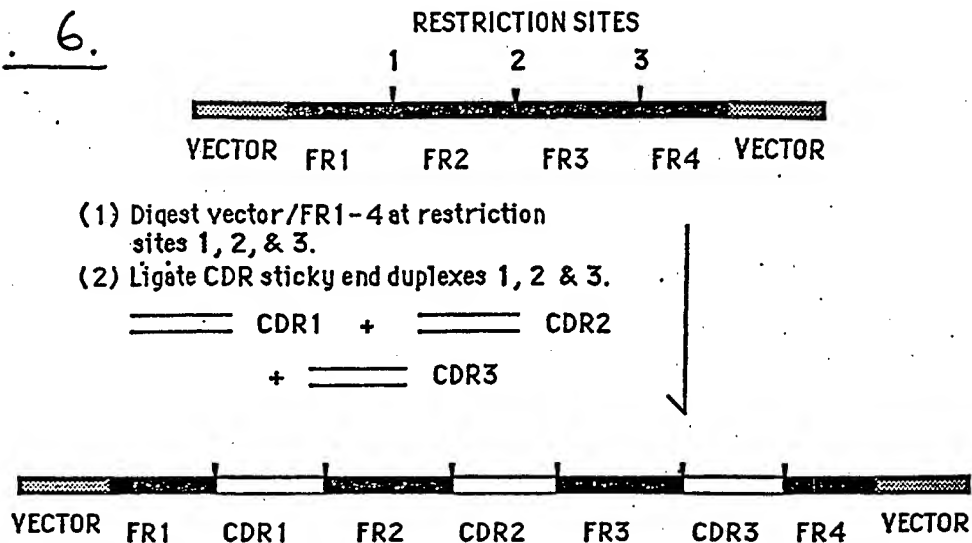 . 6.
RESTRICTION SITES
1 2 3
VECTOR FR1 FR2 FR3 FR4 VECTOR
(1) Digest vector/FR1-4 at restriction
sites 1, 2, & 3.
(2) Ligate CDR sticky end duplexes 1, 2 & 3.
CDR1 + CDR2
+ CDR3
VECTOR FR1 CDR1 FR2 CDR2 FR3 CDR3 FR4 VECTOR